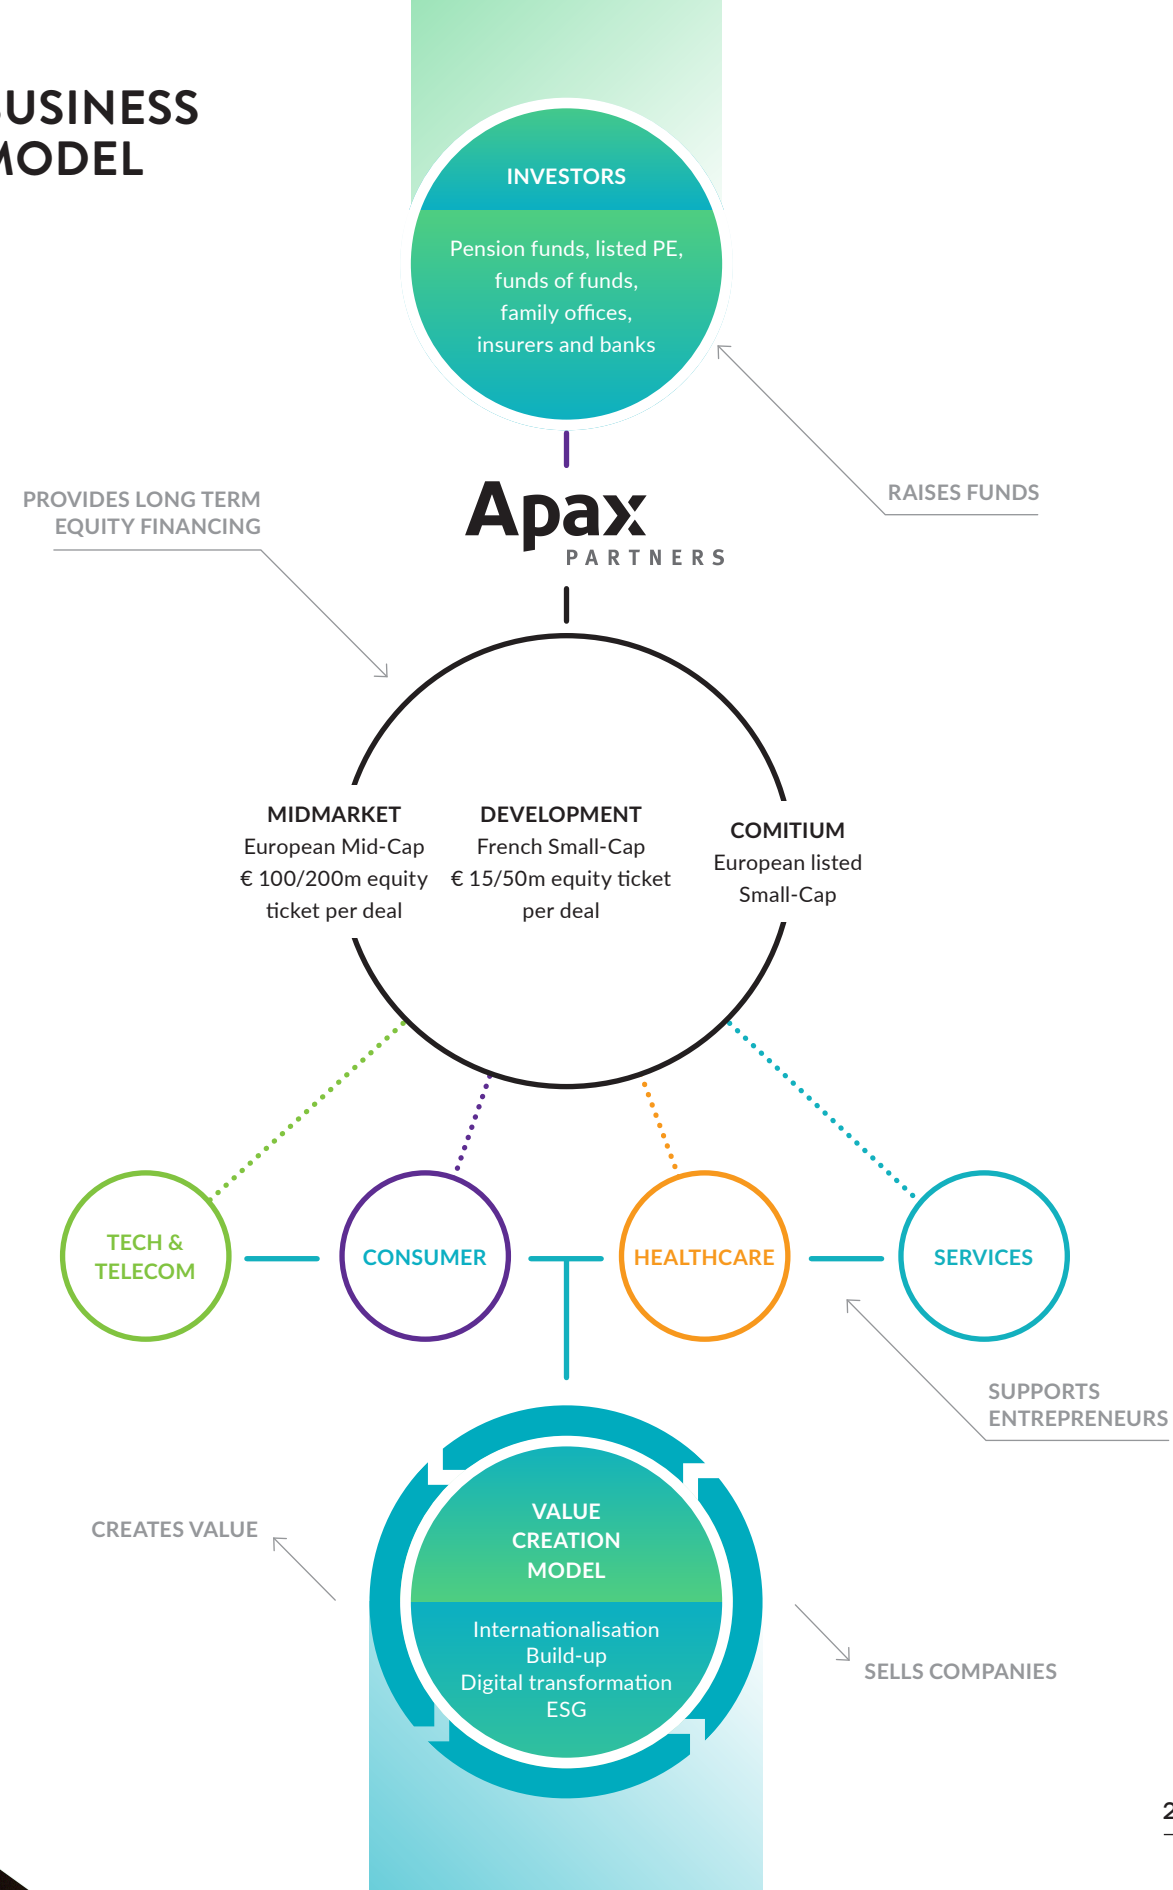 BUSINESS
MODEL
INVESTORS
Pension funds, listed PE,
funds of funds,
family offices,
insurers and banks
RAISES FUNDS
PROVIDES LONG TERM
EQUITY FINANCING
Apax
PARTNERS
MIDMARKET
European Mid-Cap
€ 100/200m equity
ticket per deal
DEVELOPMENT
French Small-Cap
€ 15/50m equity ticket
per deal
COMITIUM
European listed
Small-Cap
TECH &
TELECOM
CONSUMER
HEALTHCARE
SERVICES
SUPPORTS
ENTREPRENEURS
CREATES VALUE
VALUE
CREATION
MODEL
Internationalisation
Build-up
Digital transformation
ESG
SELLS COMPANIES